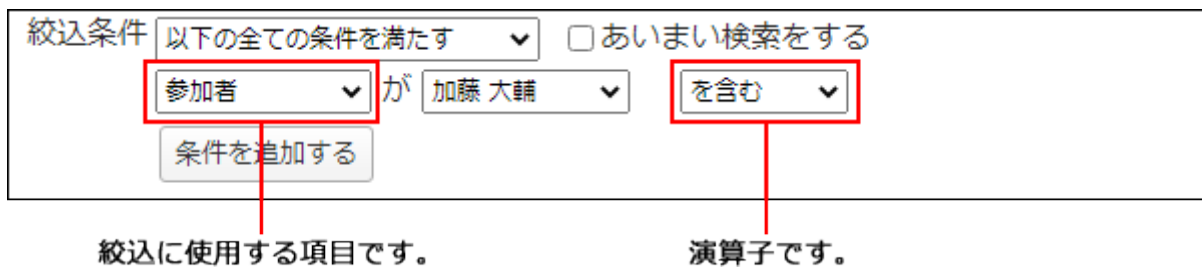 絞込条件 以下の全ての条件を満たす あいまい検索をする
参加者 が 加藤 大輔 を含む
条件を追加する
絞込に使用する項目です。 演算子です。